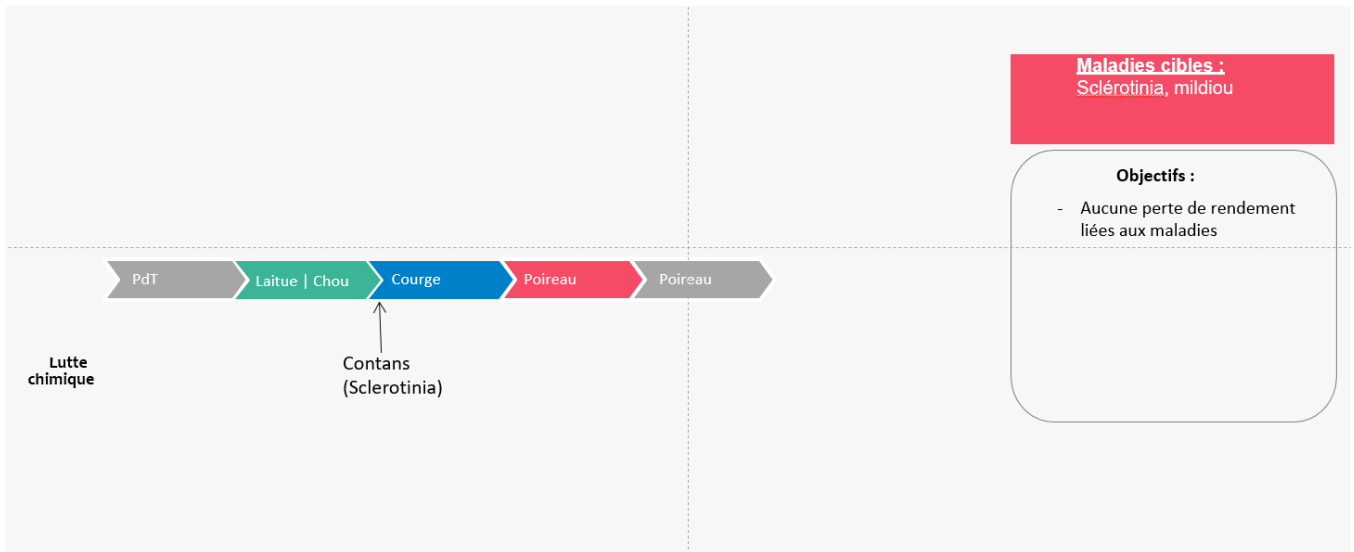 Maladies cibles :
Sclérotinia, mildiou
Objectifs :
- Aucune perte de rendement
liées aux maladies
PdT
Laitue | Chou
Courge
Poireau
Poireau
Contans
(Sclerotinia)
Lutte
chimique